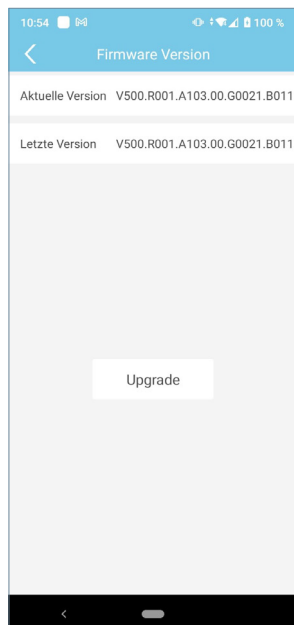 10:54 100 %
Firmware Version
Aktuelle Version V500.R001.A103.00.G0021.B011
Letzte Version V500.R001.A103.00.G0021.B011
Upgrade